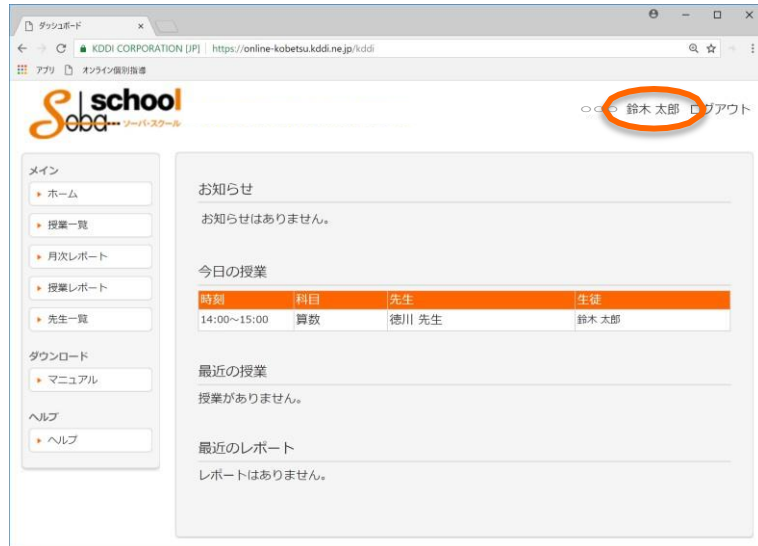 ダッシュボード
KDDI CORPORATION [JP] https://online-kobetsu.kddi.ne.jp/kddi
アプリ オンライン個別指導
Soba school
ソーバ・スクール
○○○ 鈴木 太郎 ログアウト
メイン
ホーム
授業一覧
月次レポート
授業レポート
先生一覧
ダウンロード
マニュアル
ヘルプ
ヘルプ
お知らせ
お知らせはありません。
今日の授業
時刻 科目 先生 生徒
14:00～15:00 算数 徳川 先生 鈴木 太郎
最近の授業
授業がありません。
最近のレポート
レポートはありません。